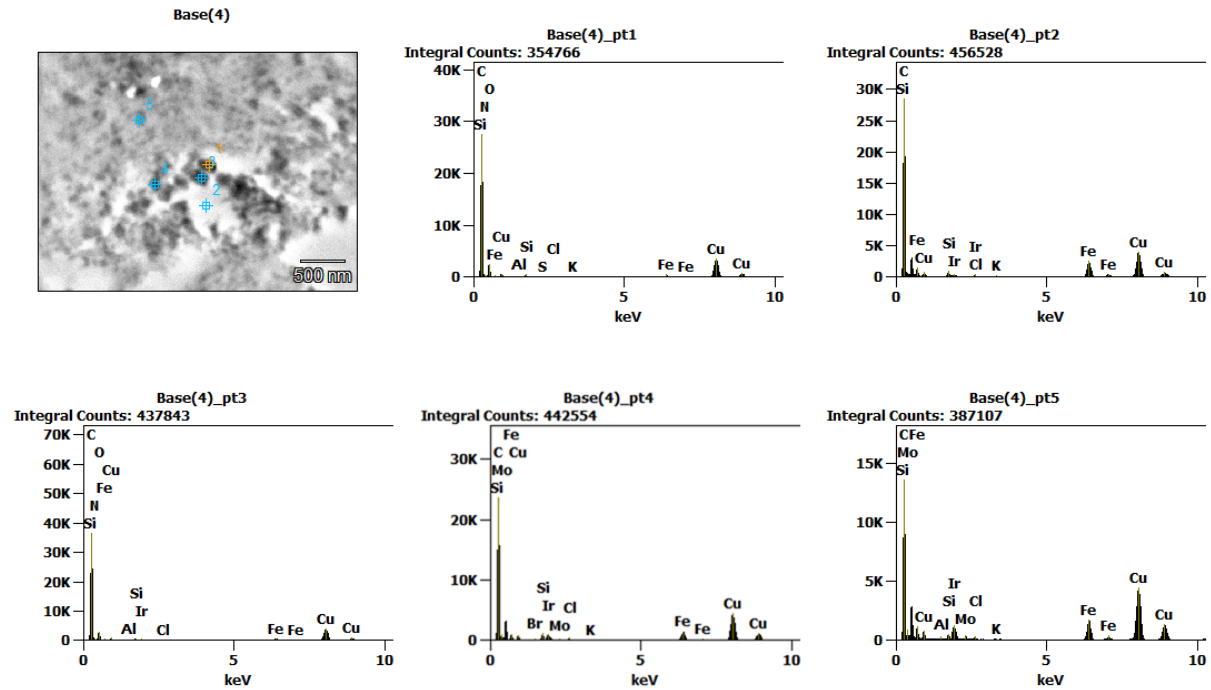 Base(4)
5
1
4
3
2
500 nm
Base(4)_pt1
Integral Counts: 354766
40K
30K
20K
10K
0
C
O
N
Si
Cu
Fe
Si
Cl
Al
S
K
Fe
Fe
Cu
Cu
0
5
10
keV
Base(4)_pt2
Integral Counts: 456528
30K
25K
20K
15K
10K
5K
0
C
Si
Fe
Cu
Si
Ir
Ir
Cl
K
Fe
Fe
Cu
Cu
0
5
10
keV
Base(4)_pt3
Integral Counts: 437843
70K
60K
50K
40K
30K
20K
10K
0
C
O
Cu
Fe
N
Si
Si
Ir
Al
Cl
Fe
Fe
Cu
Cu
0
5
10
keV
Base(4)_pt4
Integral Counts: 442554
30K
20K
10K
0
Fe
C Cu
Mo
Si
Si
Ir
Cl
Br
Mo
K
Fe
Fe
Cu
Cu
0
5
10
keV
Base(4)_pt5
Integral Counts: 387107
15K
10K
5K
0
CFe
Mo
Si
Cu
Ir
Si
Cl
Al
Mo
K
Fe
Fe
Cu
Cu
0
5
10
keV